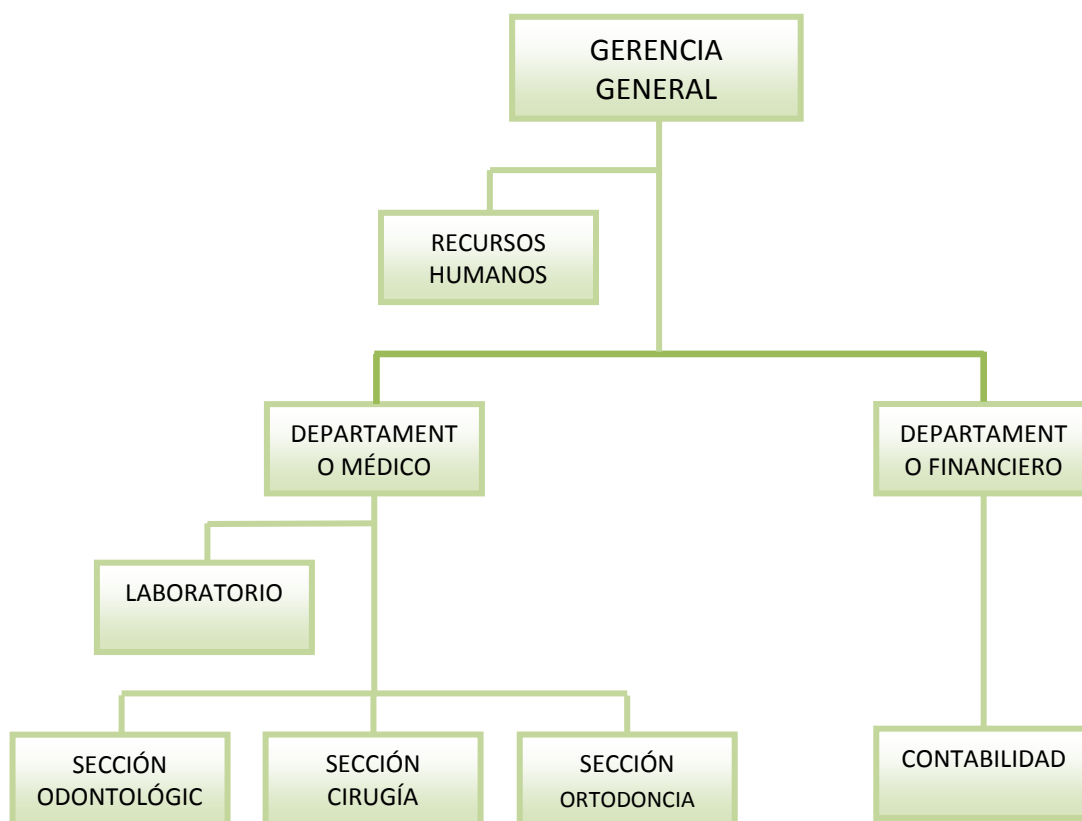 GERENCIA
GENERAL
RECURSOS
HUMANOS
DEPARTAMENT
O MÉDICO
DEPARTAMENT
O FINANCIERO
LABORATORIO
SECCIÓN
ODONTOLÓGIC
SECCIÓN
CIRUGÍA
SECCIÓN
ORTODONCIA
CONTABILIDAD